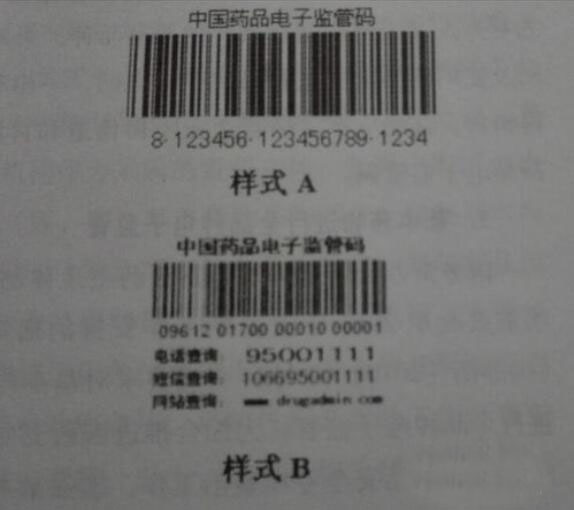 中国药品电子监管码
8·123456·123456789·1234
样式 A
中国药品电子监管码
09612 01700 00010 00001
电话查询: 95001111
短信查询: 106695001111
网站查询: drugadmin com
样式 B